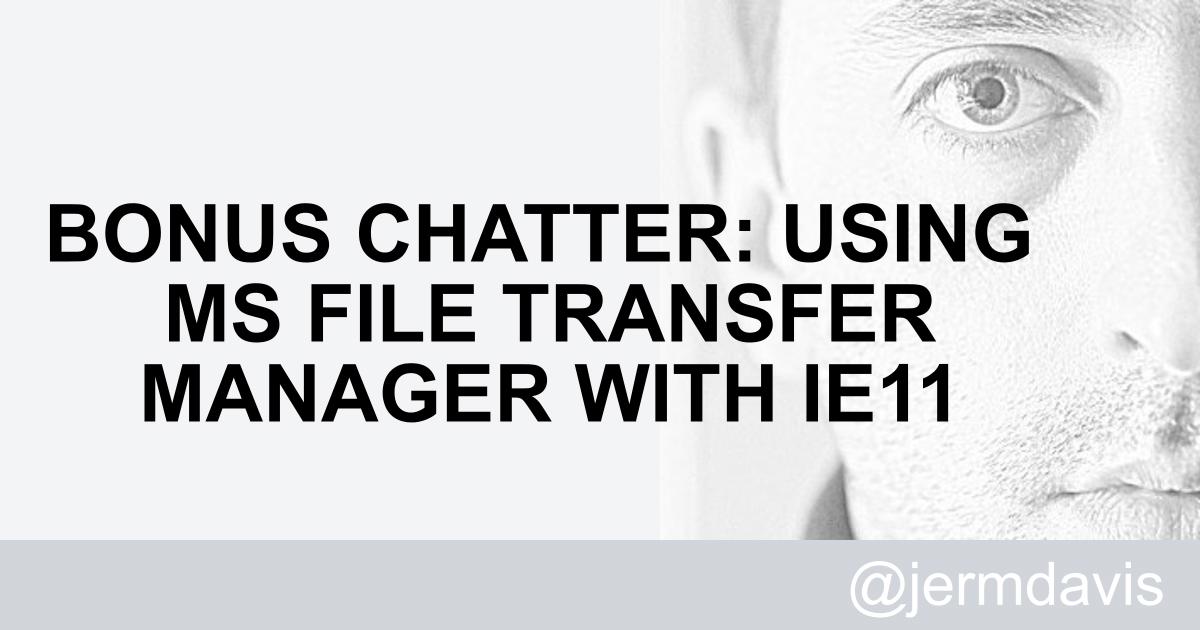 BONUS CHATTER: USING
MS FILE TRANSFER
MANAGER WITH IE11
@jermdavis